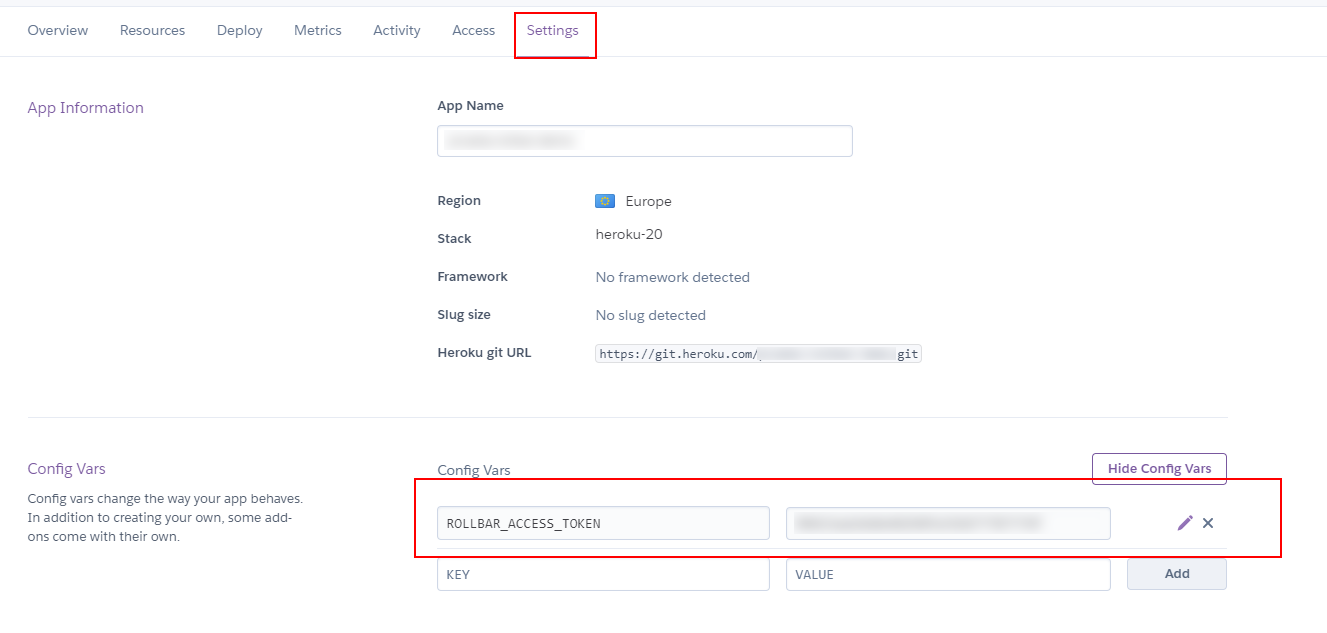 Overview Resources Deploy Metrics Activity Access Settings
App Information
App Name
Region Europe
Stack heroku-20
Framework No framework detected
Slug size No slug detected
Heroku git URL https://git.heroku.com/ git
Config Vars
Config vars change the way your app behaves.
In addition to creating your own, some add-
ons come with their own.
Config Vars Hide Config Vars
ROLLBAR_ACCESS_TOKEN
KEY VALUE Add